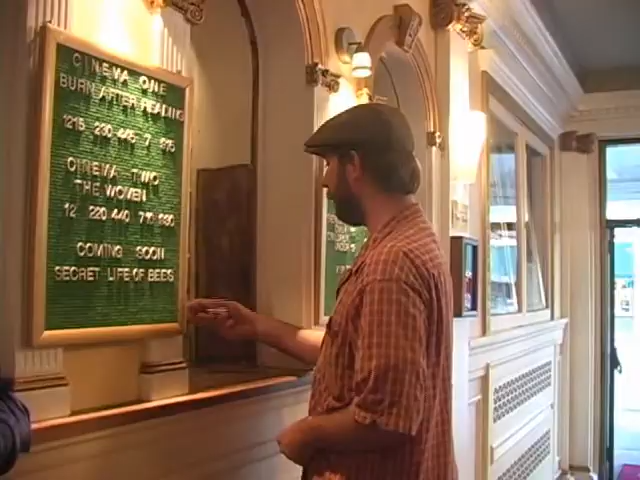 CINEMA ONE
BURN AFTER READING
1215 230 445 7 915
CINEMA TWO
THE WOMEN
12 220 440 710 930
COMING SOON
SECRET LIFE OF BEES